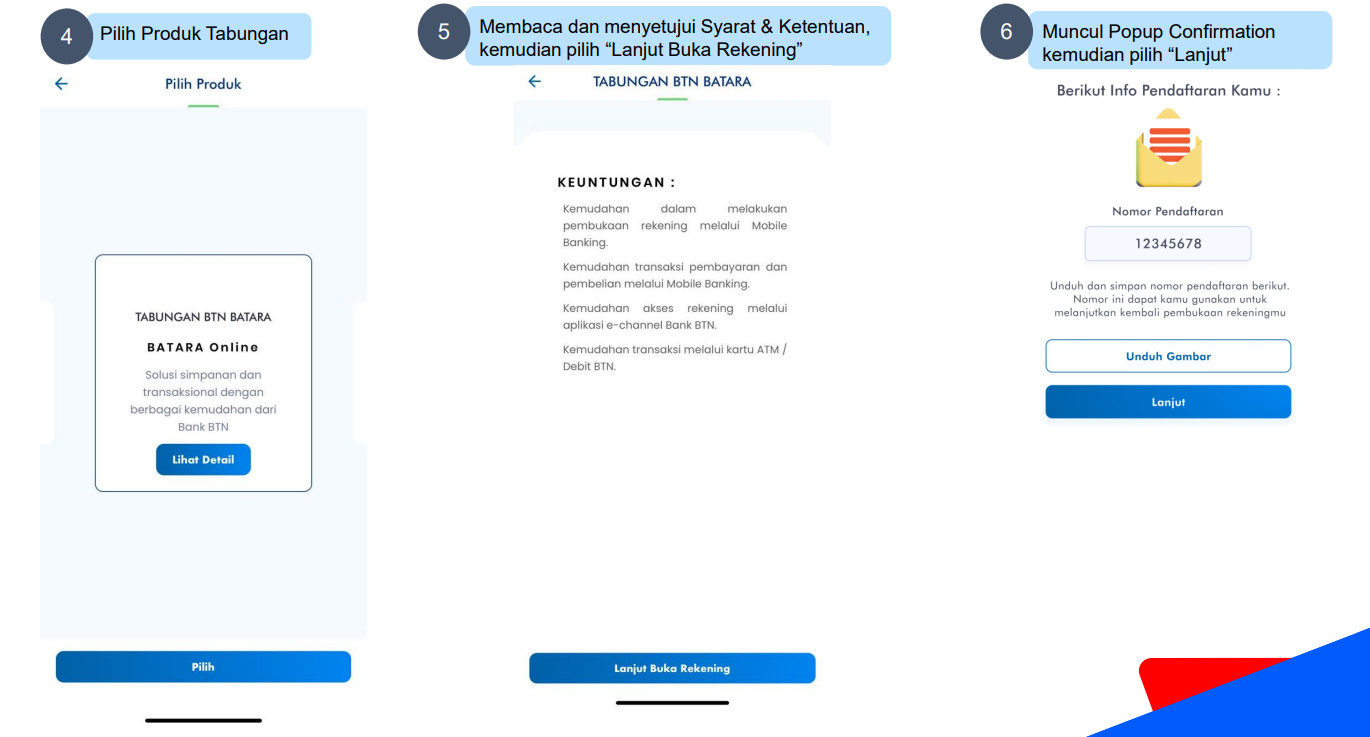 4
Pilih Produk Tabungan
Pilih Produk
TABUNGAN BTN BATARA
BATARA Online
Solusi simpanan dan
transaksional dengan
berbagai kemudahan dari
Bank BTN
Lihat Detail
Pilih
5
Membaca dan menyetujui Syarat & Ketentuan,
kemudian pilih “Lanjut Buka Rekening”
TABUNGAN BTN BATARA
KEUNTUNGAN :
Kemudahan dalam melakukan
pembukaan rekening melalui Mobile
Banking.
Kemudahan transaksi pembayaran dan
pembelian melalui Mobile Banking.
Kemudahan akses rekening melalui
aplikasi e-channel Bank BTN.
Kemudahan transaksi melalui kartu ATM /
Debit BTN.
Lanjut Buka Rekening
6
Muncul Popup Confirmation
kemudian pilih “Lanjut”
Berikut Info Pendaftaran Kamu :
Nomor Pendaftaran
12345678
Unduh dan simpan nomor pendaftaran berikut.
Nomor ini dapat kamu gunakan untuk
melanjutkan kembali pembukaan rekeningmu
Unduh Gambar
Lanjut